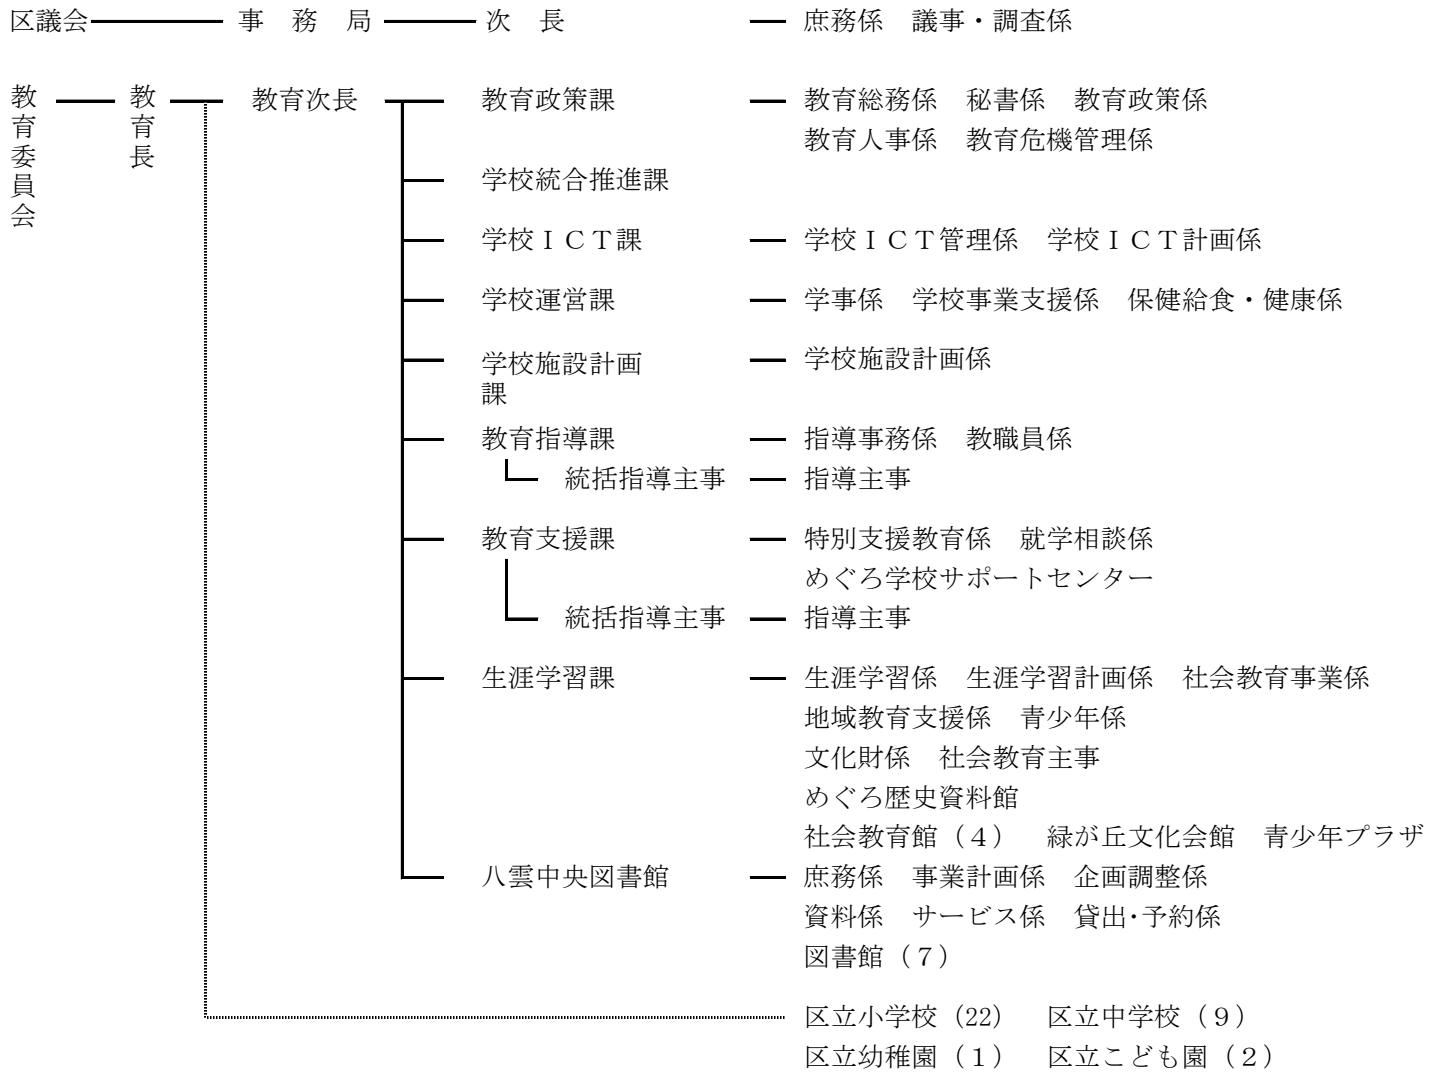 区議会 事　務　局 次　長 庶務係　議事・調査係
教育委員会 教育長 教育次長 教育政策課 教育総務係　秘書係　教育政策係
教育人事係　教育危機管理係
学校統合推進課
学校ＩＣＴ課 学校ＩＣＴ管理係　学校ＩＣＴ計画係
学校運営課 学事係　学校事業支援係　保健給食・健康係
学校施設計画 学校施設計画係
課
教育指導課 指導事務係　教職員係
統括指導主事 指導主事
教育支援課 特別支援教育係　就学相談係
めぐろ学校サポートセンター
統括指導主事 指導主事
生涯学習課 生涯学習係　生涯学習計画係　社会教育事業係
地域教育支援係　青少年係
文化財係　社会教育主事
めぐろ歴史資料館
社会教育館（４）　緑が丘文化会館　青少年プラザ
八雲中央図書館 庶務係　事業計画係　企画調整係
資料係　サービス係　貸出･予約係
図書館（７）
区立小学校（22）　区立中学校（９）
区立幼稚園（１）　区立こども園（２）